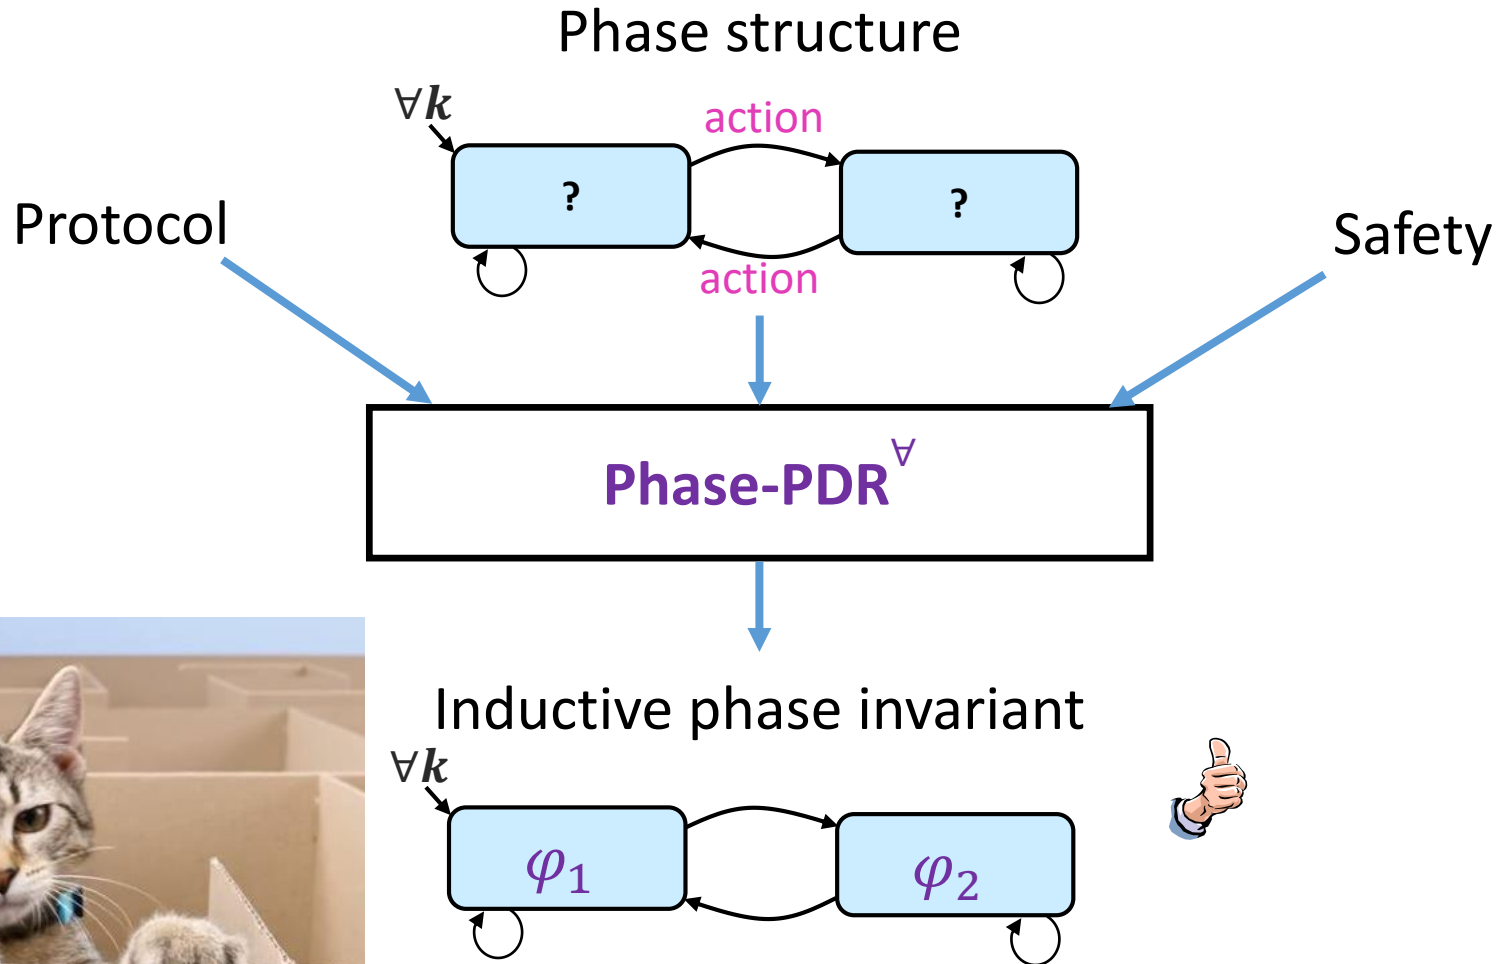 Phase structure
∀k
action
? ?
Protocol
Safety
action
Phase-PDR^∀
Inductive phase invariant
∀k
φ₁ φ₂